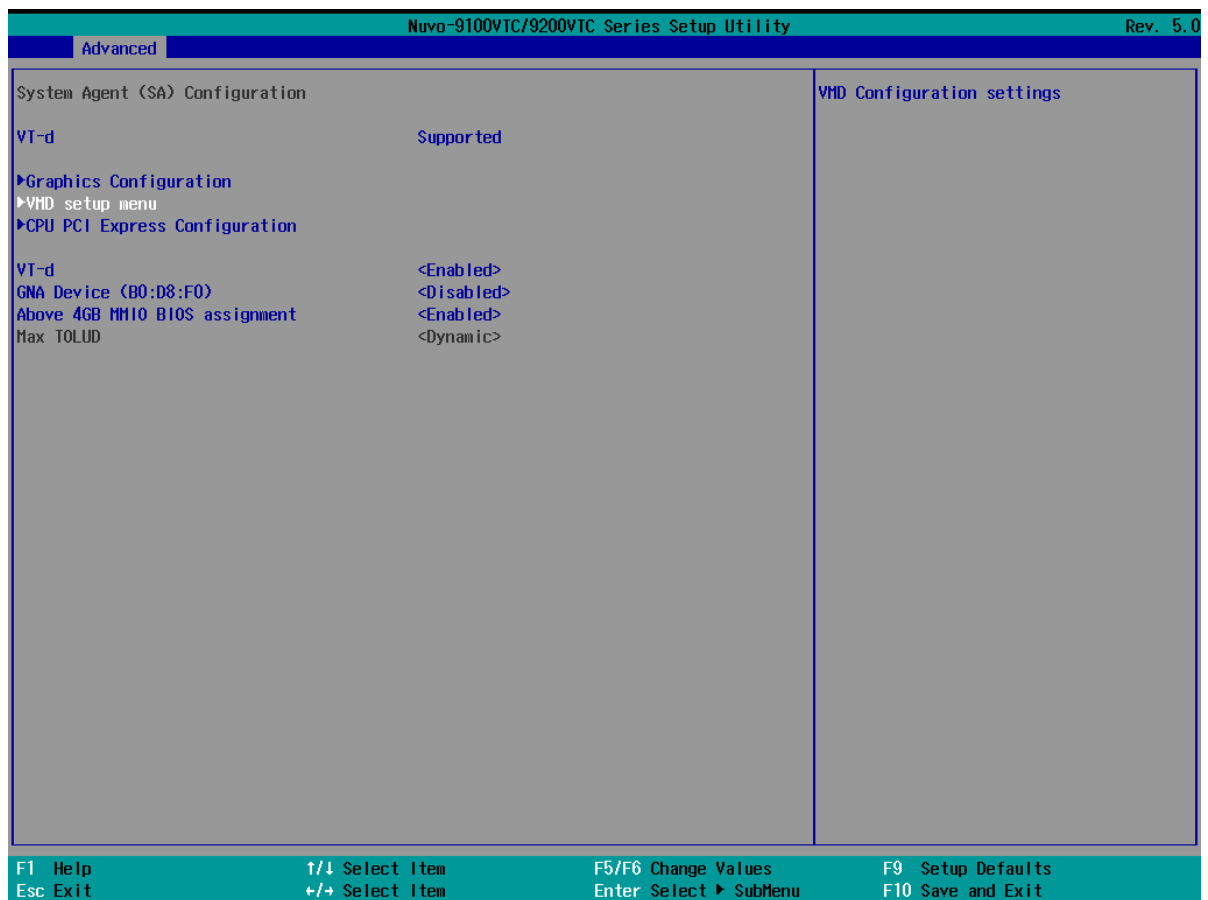 Nuvo-9100VTC/9200VTC Series Setup Utility Rev. 5.0
Advanced
System Agent (SA) Configuration
VMD Configuration settings
VT-d Supported
▶Graphics Configuration
▶VMD setup menu
▶CPU PCI Express Configuration
VT-d <Enabled>
GNA Device (B0:D8:F0) <Disabled>
Above 4GB MMIO BIOS assignment <Enabled>
Max TOLUD <Dynamic>
F1 Help ↑/↓ Select Item F5/F6 Change Values F9 Setup Defaults
Esc Exit ←/→ Select Item Enter Select ▶ SubMenu F10 Save and Exit